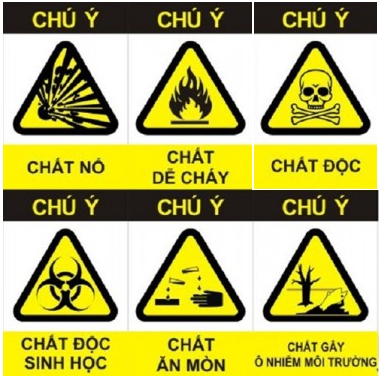 CHÚ Ý
CHÚ Ý
CHÚ Ý
CHẤT NỔ
CHẤT
DỄ CHÁY
CHẤT ĐỘC
CHÚ Ý
CHÚ Ý
CHÚ Ý
CHẤT ĐỘC
SINH HỌC
CHẤT
ĂN MÒN
CHẤT GÂY
Ô NHIỄM MÔI TRƯỜNG